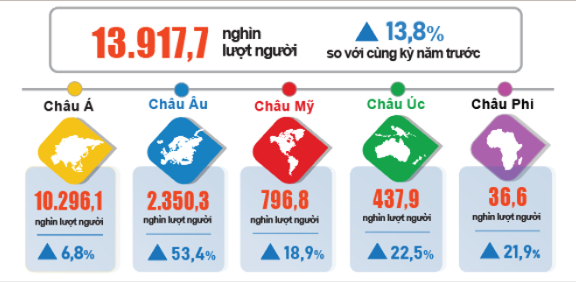 13.917,7
nghìn
lượt người
13,8%
so với cùng kỳ năm trước
Châu Á
Châu Âu
Châu Mỹ
Châu Úc
Châu Phi
10.296,1
nghìn lượt người
6,8%
2.350,3
nghìn lượt người
53,4%
796,8
nghìn lượt người
18,9%
437,9
nghìn lượt người
22,5%
36,6
nghìn lượt người
21,9%